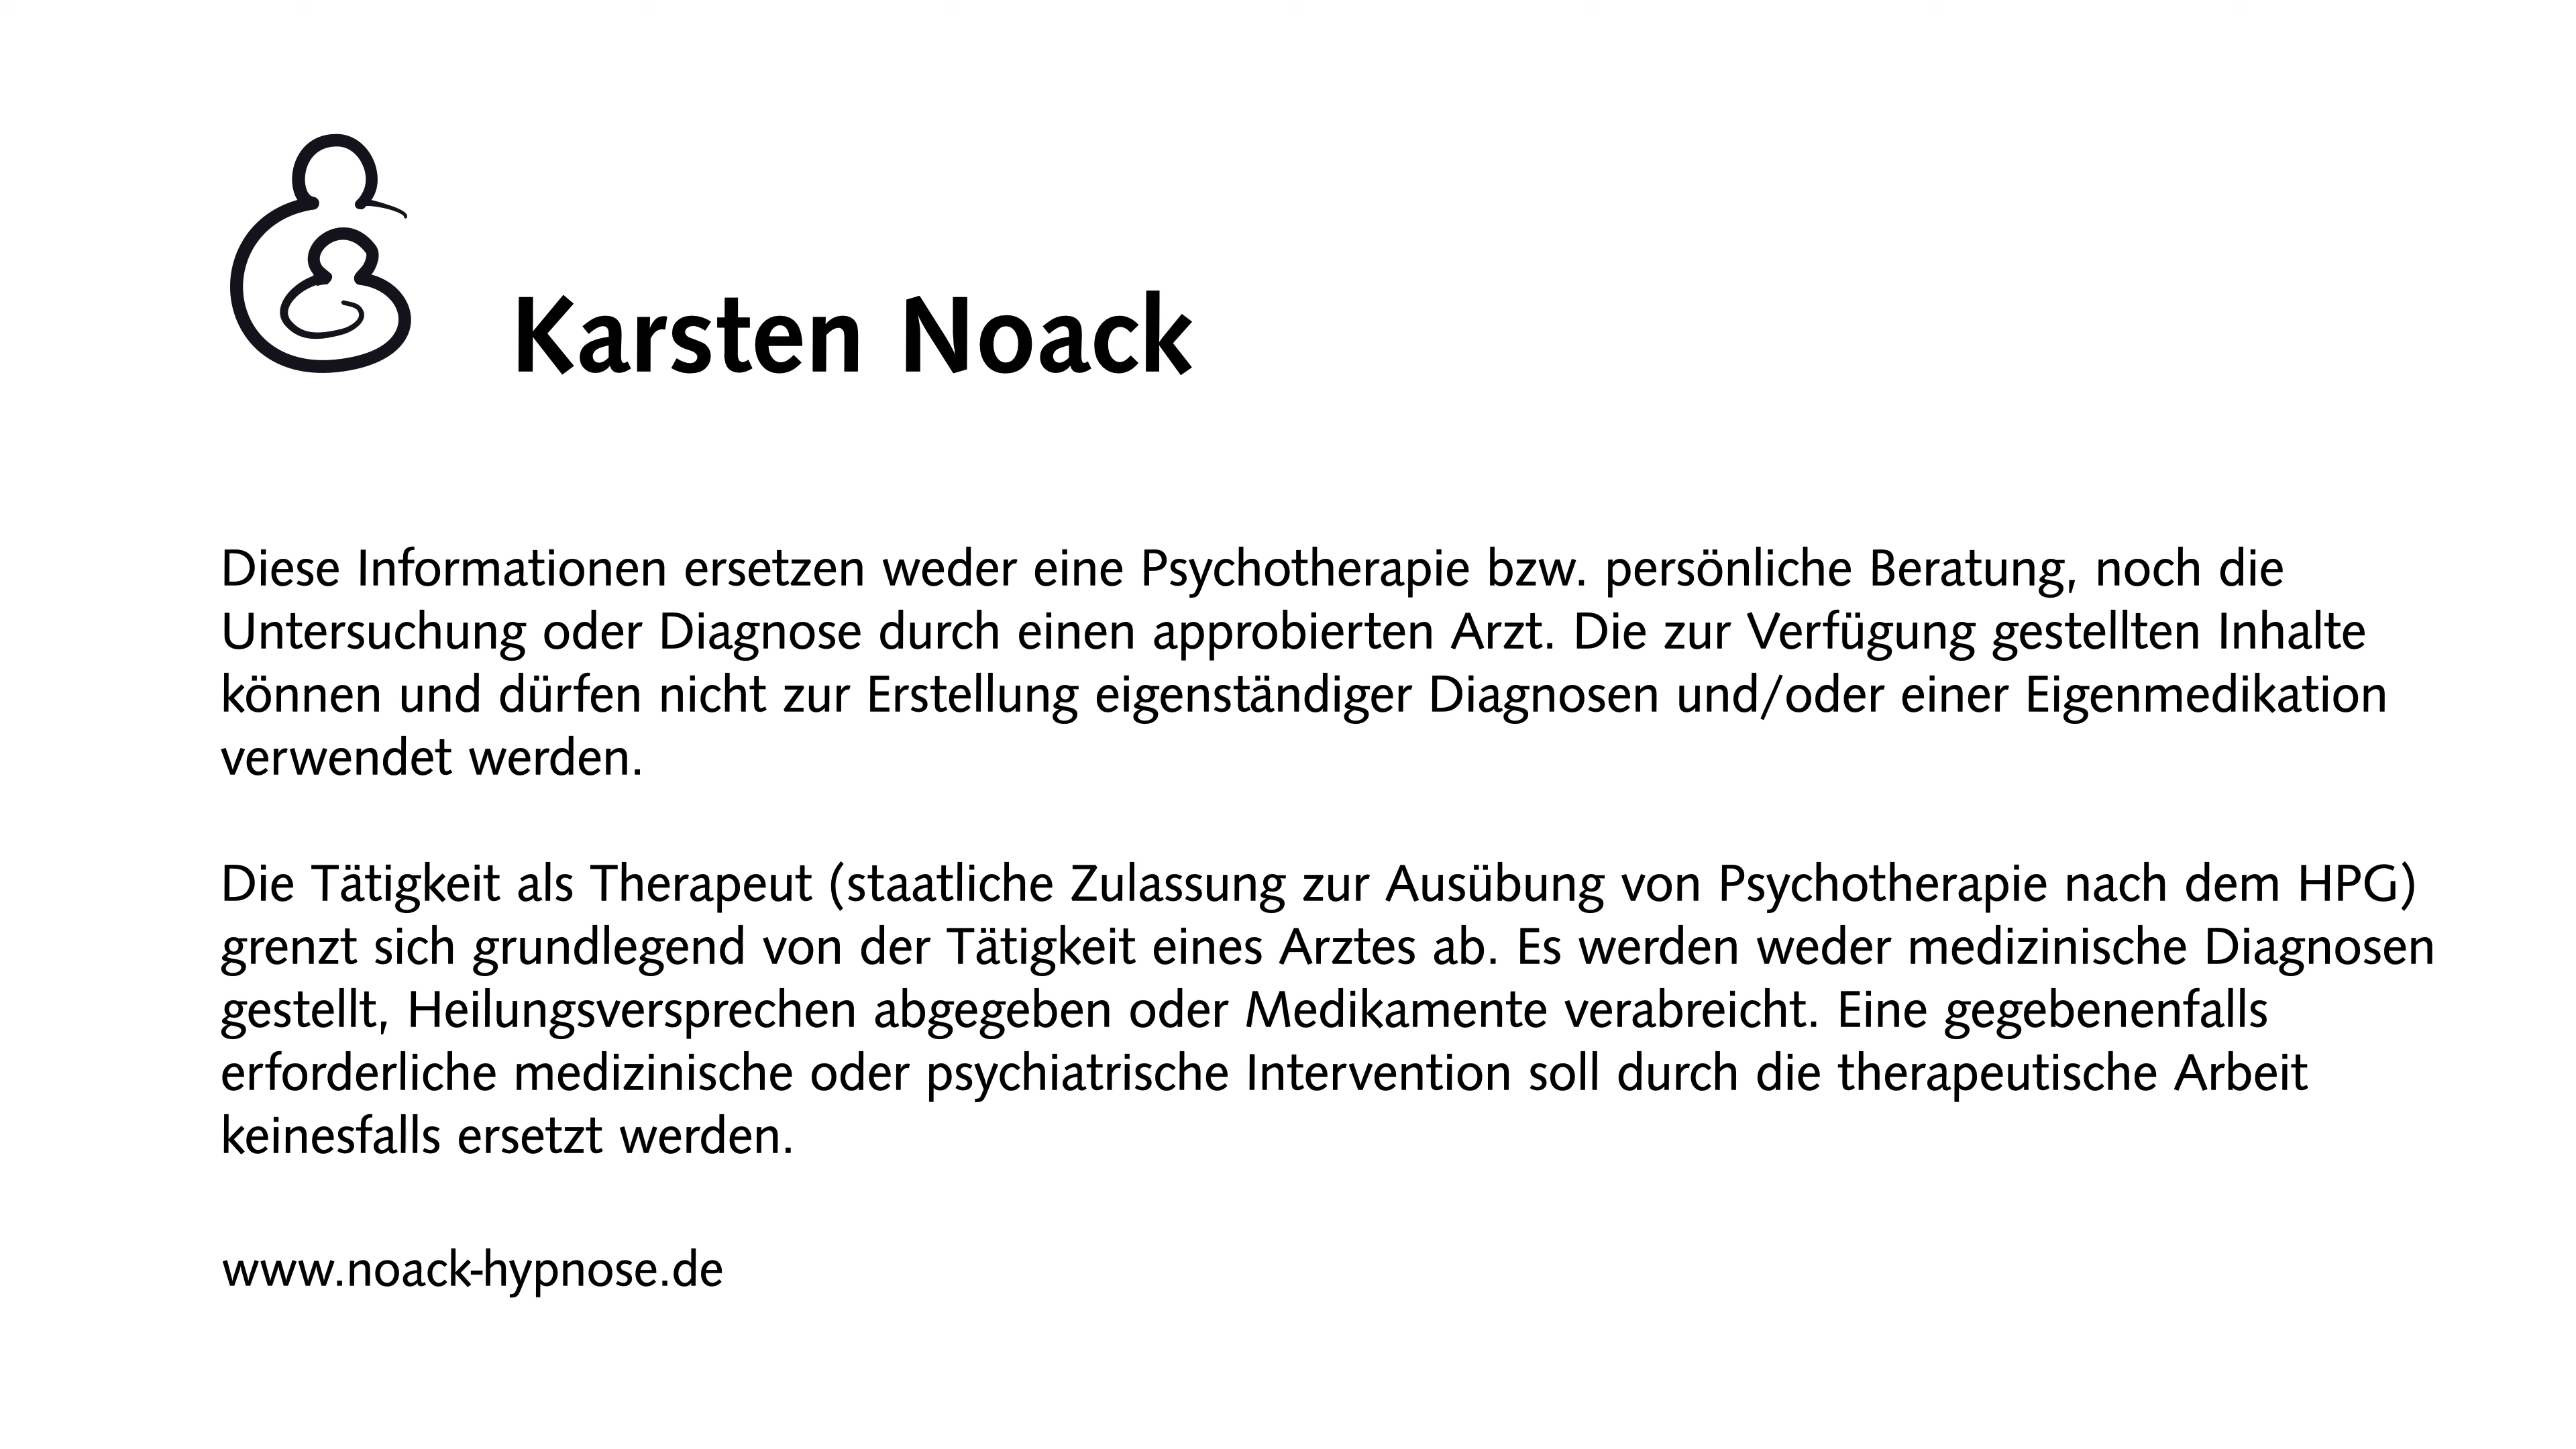 Karsten Noack
Diese Informationen ersetzen weder eine Psychotherapie bzw. persönliche Beratung, noch die
Untersuchung oder Diagnose durch einen approbierten Arzt. Die zur Verfügung gestellten Inhalte
können und dürfen nicht zur Erstellung eigenständiger Diagnosen und/oder einer Eigenmedikation
verwendet werden.
Die Tätigkeit als Therapeut (staatliche Zulassung zur Ausübung von Psychotherapie nach dem HPG)
grenzt sich grundlegend von der Tätigkeit eines Arztes ab. Es werden weder medizinische Diagnosen
gestellt, Heilungsversprechen abgegeben oder Medikamente verabreicht. Eine gegebenenfalls
erforderliche medizinische oder psychiatrische Intervention soll durch die therapeutische Arbeit
keinesfalls ersetzt werden.
www.noack-hypnose.de